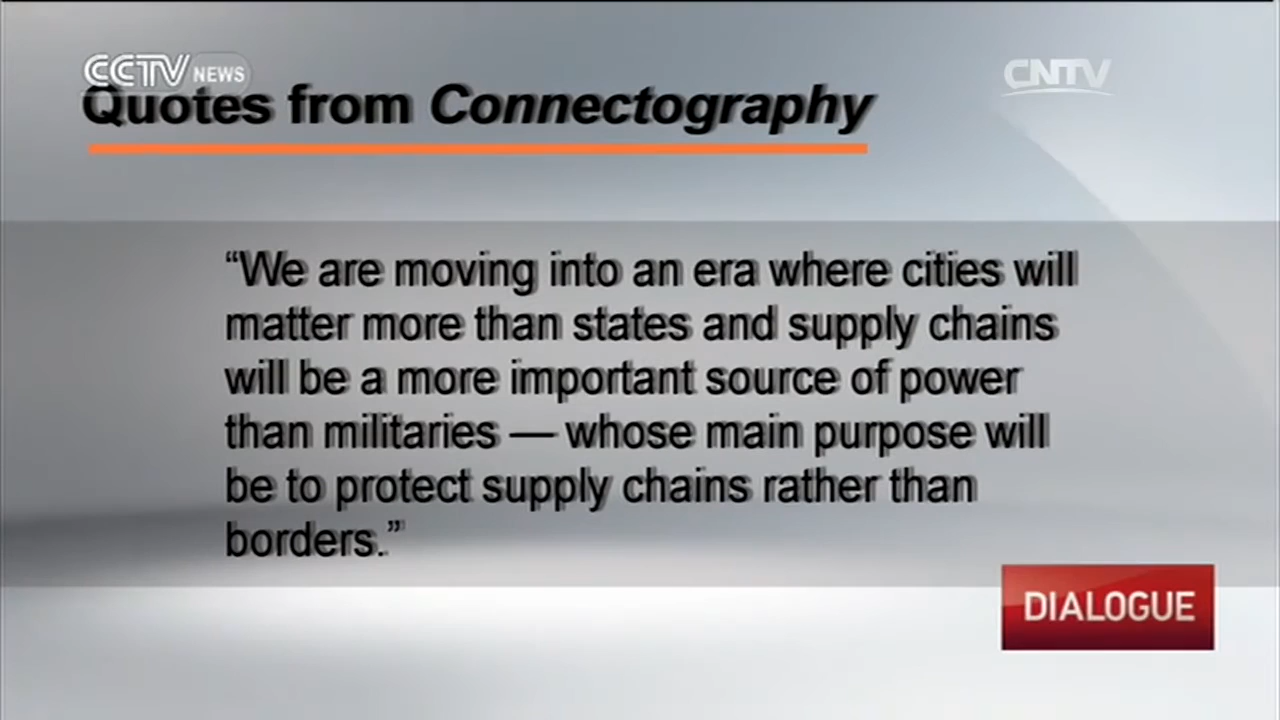 CCTV NEWS
CNTV
Quotes from Connectography
“We are moving into an era where cities will
matter more than states and supply chains
will be a more important source of power
than militaries — whose main purpose will
be to protect supply chains rather than
borders.”
DIALOGUE